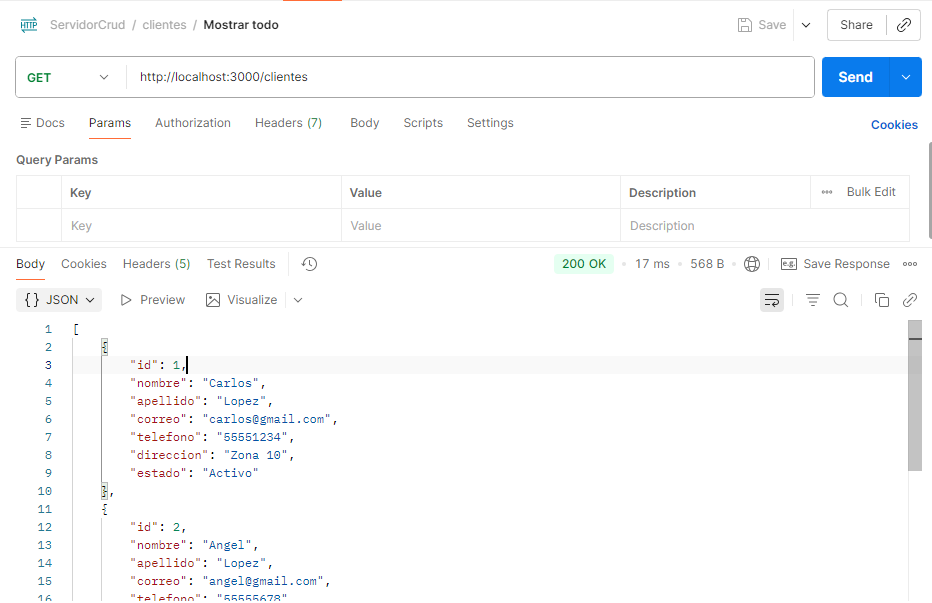 HTTP ServidorCrud / clientes / Mostrar todo Save Share
GET http://localhost:3000/clientes Send
Docs Params Authorization Headers (7) Body Scripts Settings Cookies
Query Params
Key Value Description ••• Bulk Edit
Key Value Description
Body Cookies Headers (5) Test Results 200 OK • 17 ms • 568 B • e.g. Save Response •••
{} JSON Preview Visualize
1 [
2 {
3 "id": 1,
4 "nombre": "Carlos",
5 "apellido": "Lopez",
6 "correo": "carlos@gmail.com",
7 "telefono": "55551234",
8 "direccion": "Zona 10",
9 "estado": "Activo"
10 },
11 {
12 "id": 2,
13 "nombre": "Angel",
14 "apellido": "Lopez",
15 "correo": "angel@gmail.com",
16 "telefono": "55555678"